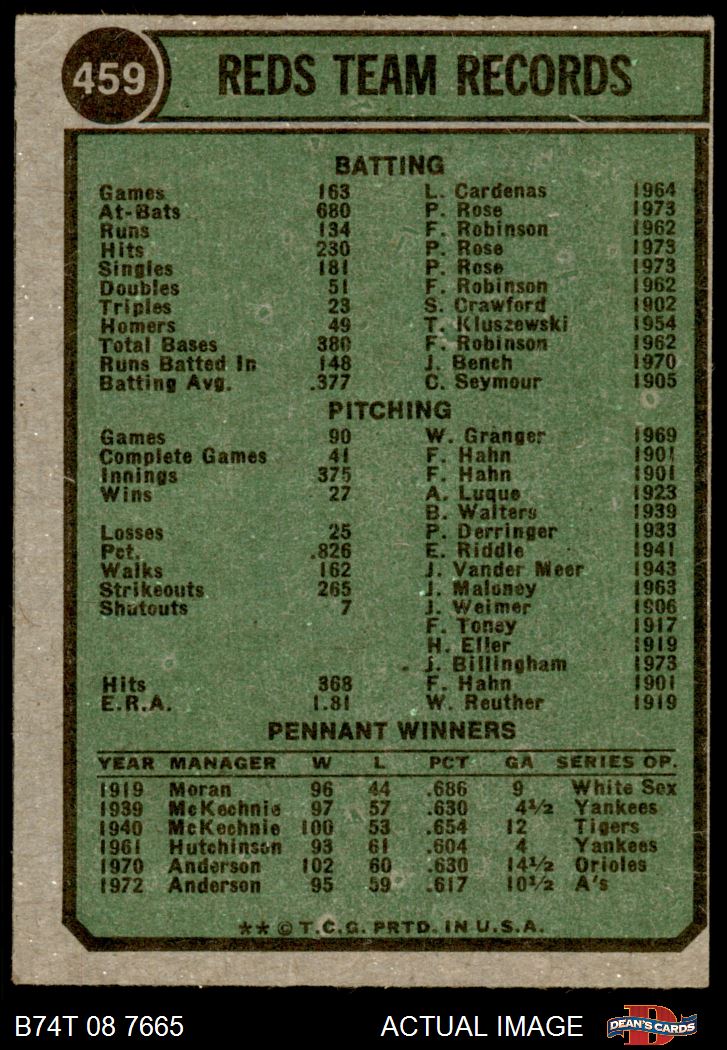 459 REDS TEAM RECORDS
BATTING
Games 163 L. Cardenas 1964
At-Bats 680 P. Rose 1973
Runs 134 F. Robinson 1962
Hits 230 P. Rose 1973
Singles 181 P. Rose 1973
Doubles 51 F. Robinson 1962
Triples 23 S. Crawford 1902
Homers 49 T. Kluszewski 1954
Total Bases 380 F. Robinson 1962
Runs Batted In 148 J. Bench 1970
Batting Avg. .377 C. Seymour 1905
PITCHING
Games 90 W. Granger 1969
Complete Games 41 F. Hahn 1901
Innings 375 F. Hahn 1901
Wins 27 A. Luque 1923
B. Walters 1939
Losses 25 P. Derringer 1933
Pct. .826 E. Riddle 1941
Walks 162 J. Vander Meer 1943
Strikeouts 265 J. Maloney 1963
Shutouts 7 J. Weimer 1906
F. Toney 1917
H. Eller 1919
J. Billingham 1973
Hits 368 F. Hahn 1901
E.R.A. 1.81 W. Reuther 1919
PENNANT WINNERS
YEAR MANAGER W L PCT GA SERIES OP.
1919 Moran 96 44 .686 9 White Sox
1939 McKechnie 97 57 .630 4½ Yankees
1940 McKechnie 100 53 .654 12 Tigers
1961 Hutchinson 93 61 .604 4 Yankees
1970 Anderson 102 60 .630 14½ Orioles
1972 Anderson 95 59 .617 10½ A's
** © T.C.G. PRTD. IN U.S.A.
B74T 08 7665 ACTUAL IMAGE D DEAN'S CARDS